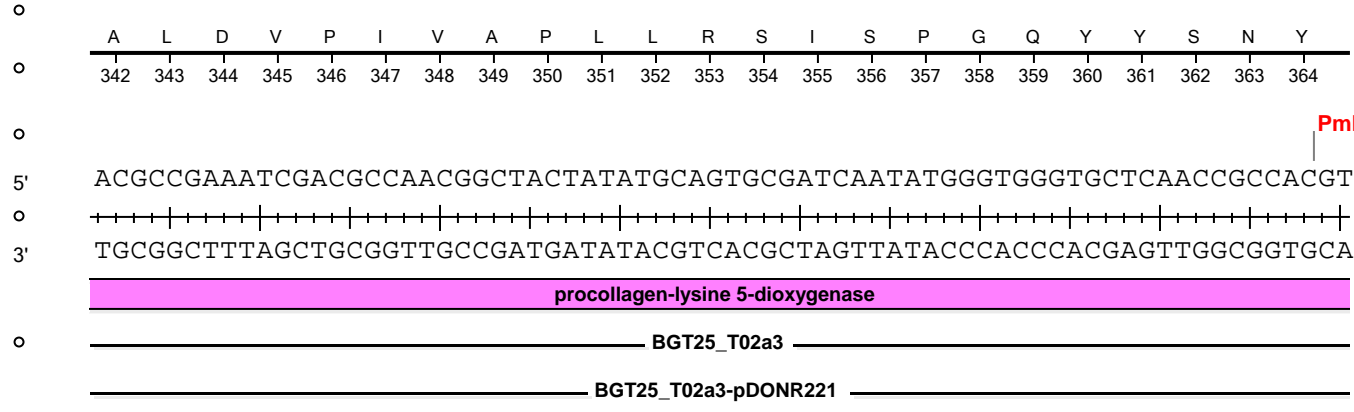 A L D V P I V A P L L R S I S P G Q Y Y S N Y
342 343 344 345 346 347 348 349 350 351 352 353 354 355 356 357 358 359 360 361 362 363 364
Pml
5' ACGCCGAAATCGACGCCAACGGCTACTATATGCAGTGCGATCAATATGGGTGGGTGCTCAACCGCCACGT
3' TGCGGCTTTAGCTGCGGTTGCCGATGATATACGTCACGCTAGTTATACCCACCCACGAGTTGGCGGTGCA
procollagen-lysine 5-dioxygenase
BGT25_T02a3
BGT25_T02a3-pDONR221